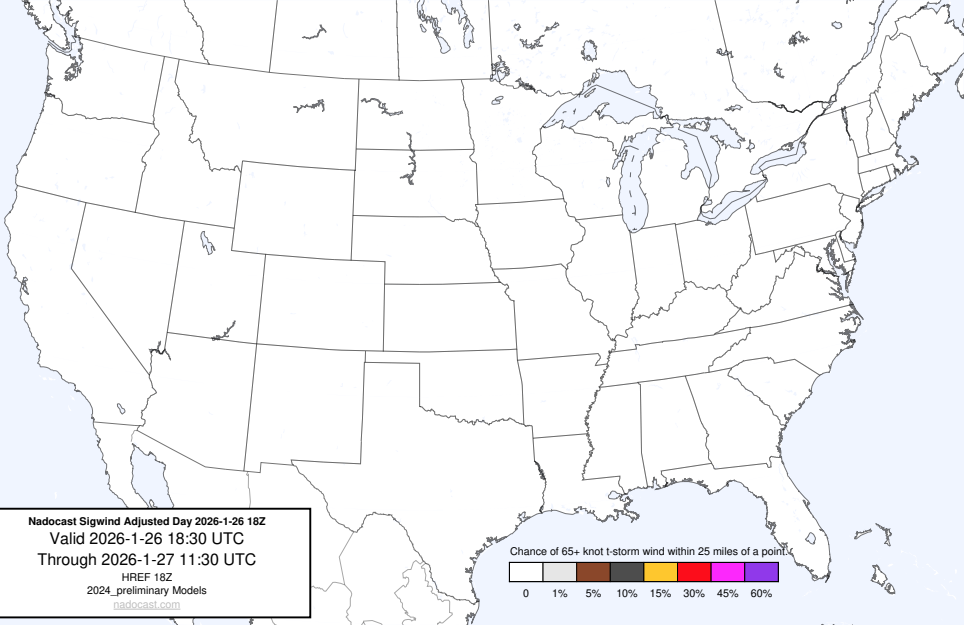 Nadocast Sigwind Adjusted Day 2026-1-26 18Z
Valid 2026-1-26 18:30 UTC
Through 2026-1-27 11:30 UTC
HREF 18Z
2024_preliminary Models
nadocast.com
Chance of 65+ knot t-storm wind within 25 miles of a point.
0 1% 5% 10% 15% 30% 45% 60%